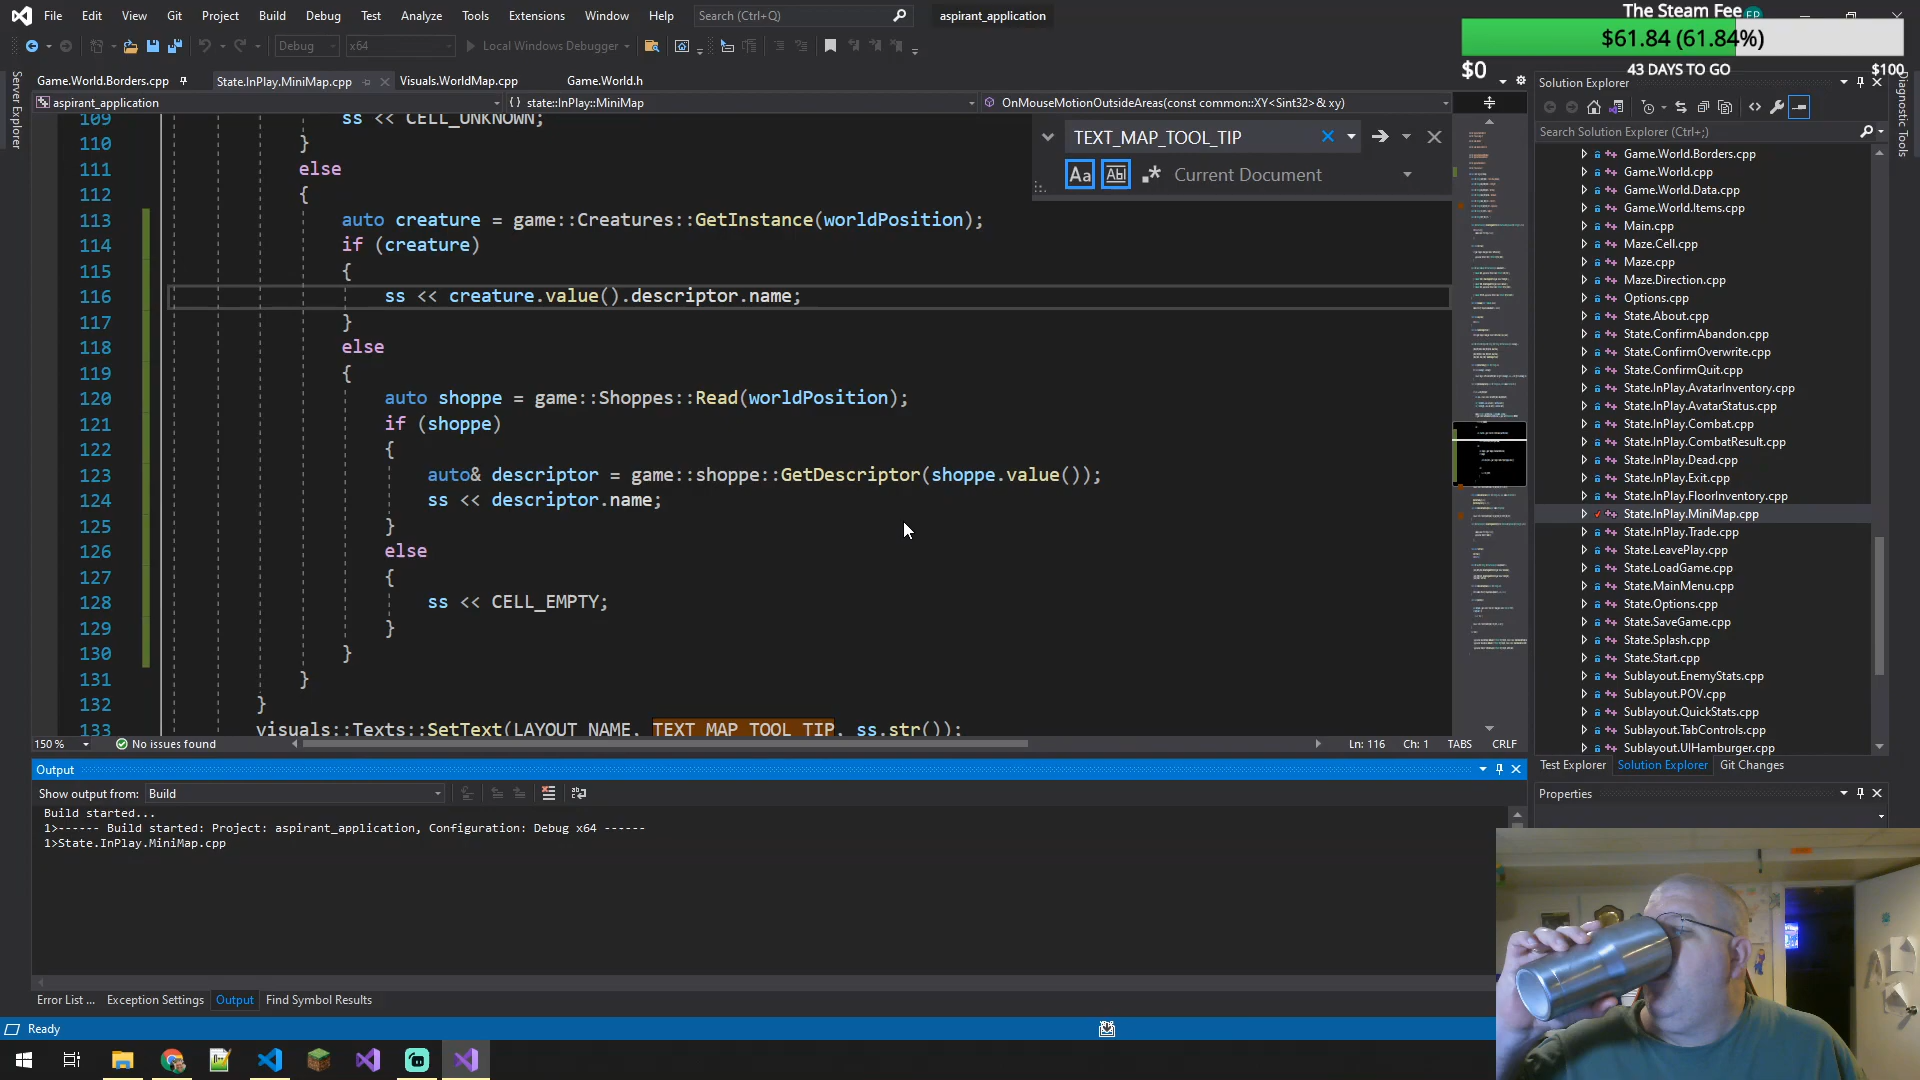 File Edit View Git Project Build Debug Test Analyze Tools Extensions Window Help Search (Ctrl+Q) aspirant_application
The Steam Fee
$61.84 (61.84%)
$0 43 DAYS TO GO $100
Debug x64 Local Windows Debugger
Server Explorer
Diagnostic Tools
Game.World.Borders.cpp State.InPlay.MiniMap.cpp Visuals.WorldMap.cpp Game.World.h
aspirant_application {} state::InPlay::MiniMap OnMouseMotionOutsideAreas(const common::XY<Sint32>& xy)
TEXT_MAP_TOOL_TIP
Aa Abl .* Current Document
109 ss << CELL_UNKNOWN;
110 }
111 else
112 {
113 auto creature = game::Creatures::GetInstance(worldPosition);
114 if (creature)
115 {
116 ss << creature.value().descriptor.name;
117 }
118 else
119 {
120 auto shoppe = game::Shoppes::Read(worldPosition);
121 if (shoppe)
122 {
123 auto& descriptor = game::shoppe::GetDescriptor(shoppe.value());
124 ss << descriptor.name;
125 }
126 else
127 {
128 ss << CELL_EMPTY;
129 }
130 }
131 }
132 }
133 visuals::Texts::SetText(LAYOUT_NAME, TEXT_MAP_TOOL_TIP, ss.str());
150 % No issues found Ln: 116 Ch: 1 TABS CRLF
Output
Show output from: Build
Build started...
1>------ Build started: Project: aspirant_application, Configuration: Debug x64 ------
1>State.InPlay.MiniMap.cpp
Error List ... Exception Settings Output Find Symbol Results
Ready
Solution Explorer
Search Solution Explorer (Ctrl+;)
Game.World.Borders.cpp
Game.World.cpp
Game.World.Data.cpp
Game.World.Items.cpp
Main.cpp
Maze.Cell.cpp
Maze.cpp
Maze.Direction.cpp
Options.cpp
State.About.cpp
State.ConfirmAbandon.cpp
State.ConfirmOverwrite.cpp
State.ConfirmQuit.cpp
State.InPlay.AvatarInventory.cpp
State.InPlay.AvatarStatus.cpp
State.InPlay.Combat.cpp
State.InPlay.CombatResult.cpp
State.InPlay.Dead.cpp
State.InPlay.Exit.cpp
State.InPlay.FloorInventory.cpp
State.InPlay.MiniMap.cpp
State.InPlay.Trade.cpp
State.LeavePlay.cpp
State.LoadGame.cpp
State.MainMenu.cpp
State.Options.cpp
State.SaveGame.cpp
State.Splash.cpp
State.Start.cpp
Sublayout.EnemyStats.cpp
Sublayout.POV.cpp
Sublayout.QuickStats.cpp
Sublayout.TabControls.cpp
Sublayout.UIHamburger.cpp
Test Explorer Solution Explorer Git Changes
Properties